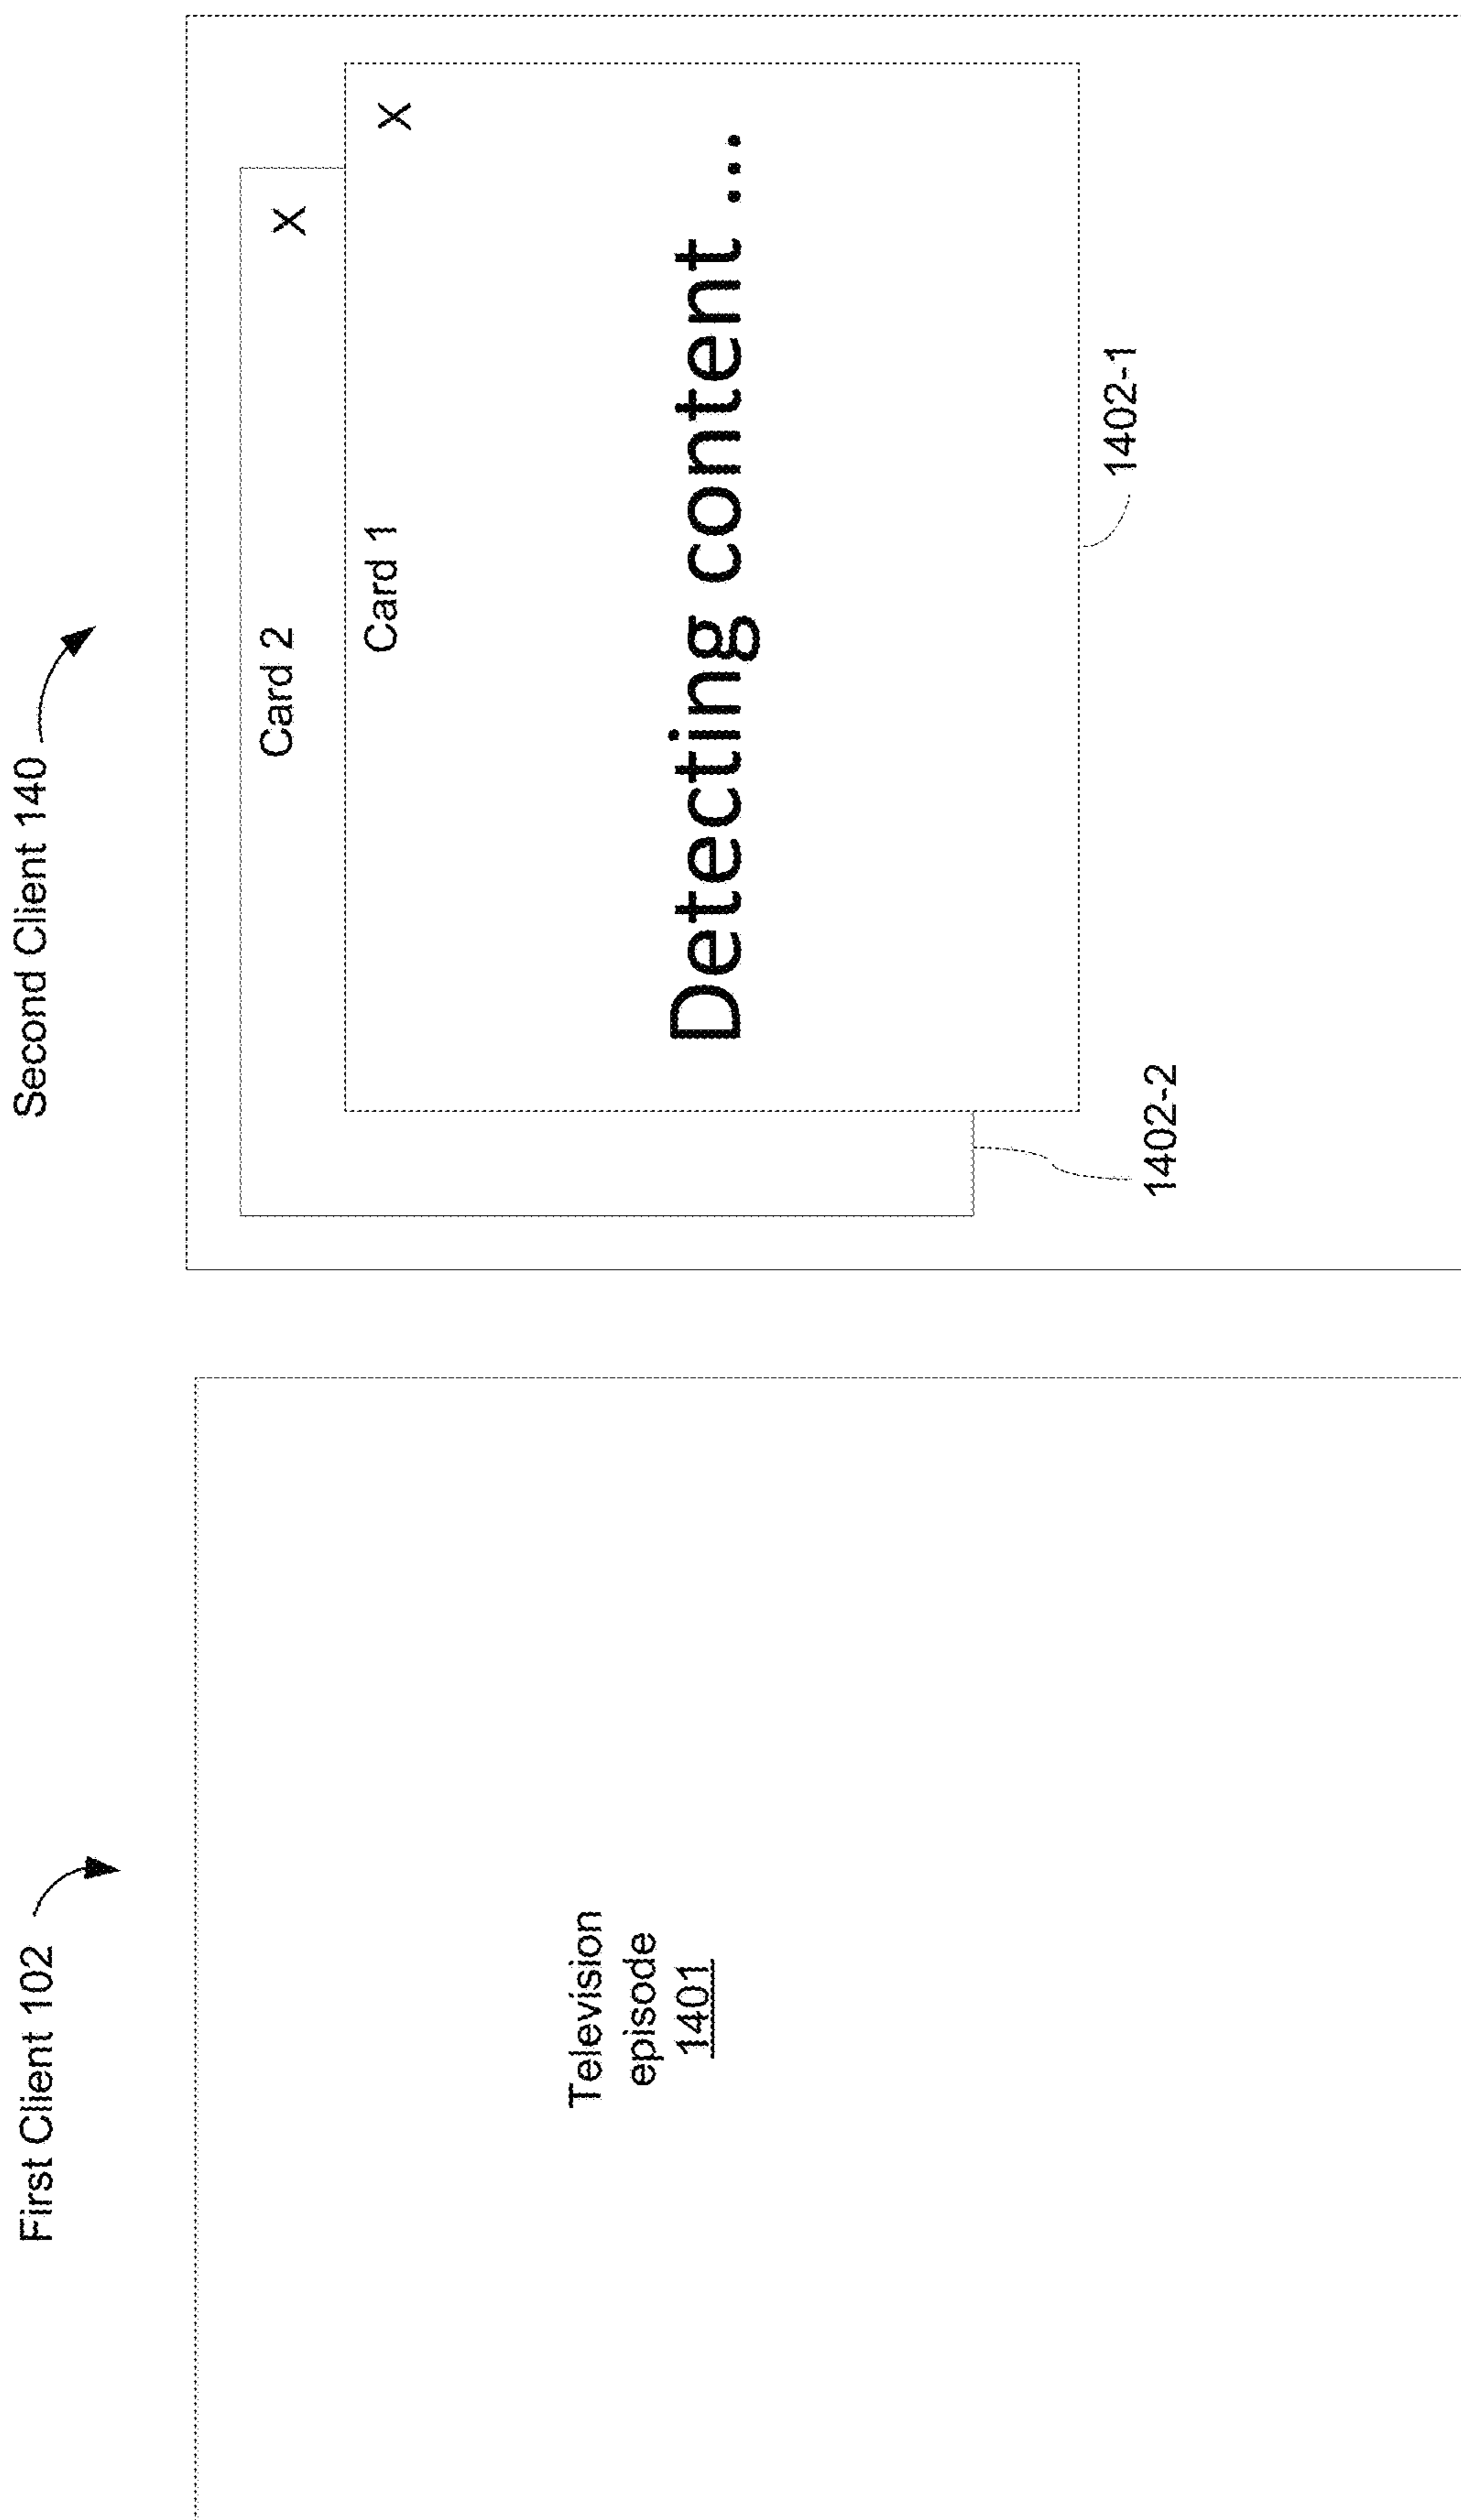 First Client 102
Television
episode
1401
Second Client 140
Card 2
X
Card 1
X
Detecting content ...
1402-1
1402-2